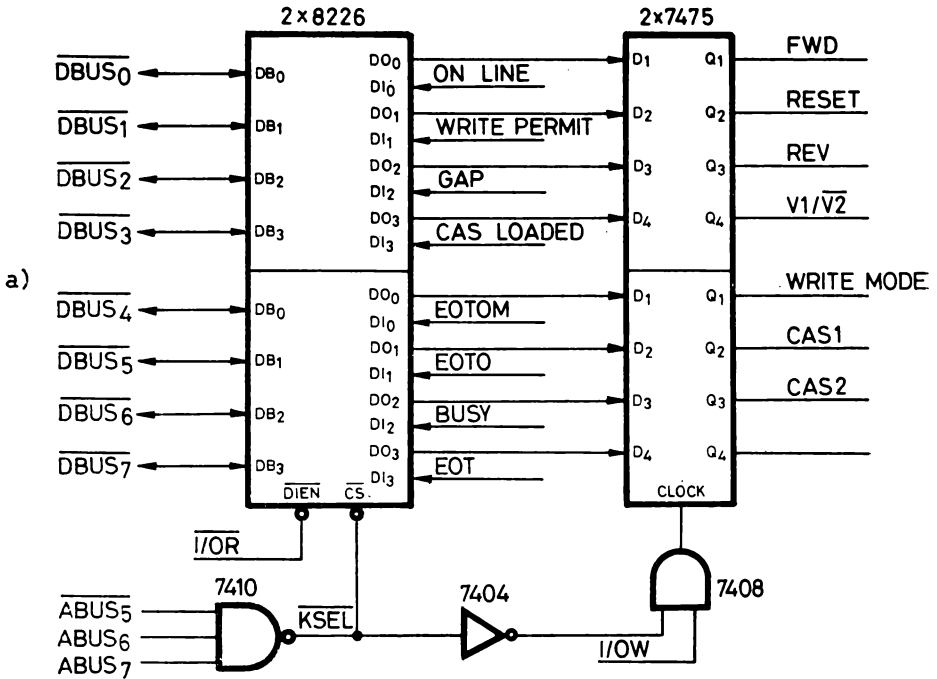 2×8226
2x7475
DBUS0
DB0
DO0
D1
Q1
FWD
ON LINE
DI0
DBUS1
DB1
DO1
D2
Q2
RESET
WRITE PERMIT
DI1
DBUS2
DB2
DO2
D3
Q3
REV
GAP
DI2
DBUS3
DB3
DO3
D4
Q4
V1/V2
CAS LOADED
DI3
a)
DBUS4
DB0
DO0
D1
Q1
WRITE MODE
EOTOM
DI0
DBUS5
DB1
DO1
D2
Q2
CAS1
EOTO
DI1
DBUS6
DB2
DO2
D3
Q3
CAS2
BUSY
DI2
DBUS7
DB3
DO3
D4
Q4
EOT
DI3
DIEN
CS
CLOCK
I/OR
7410
7404
7408
ABUS5
ABUS6
ABUS7
KSEL
I/OW